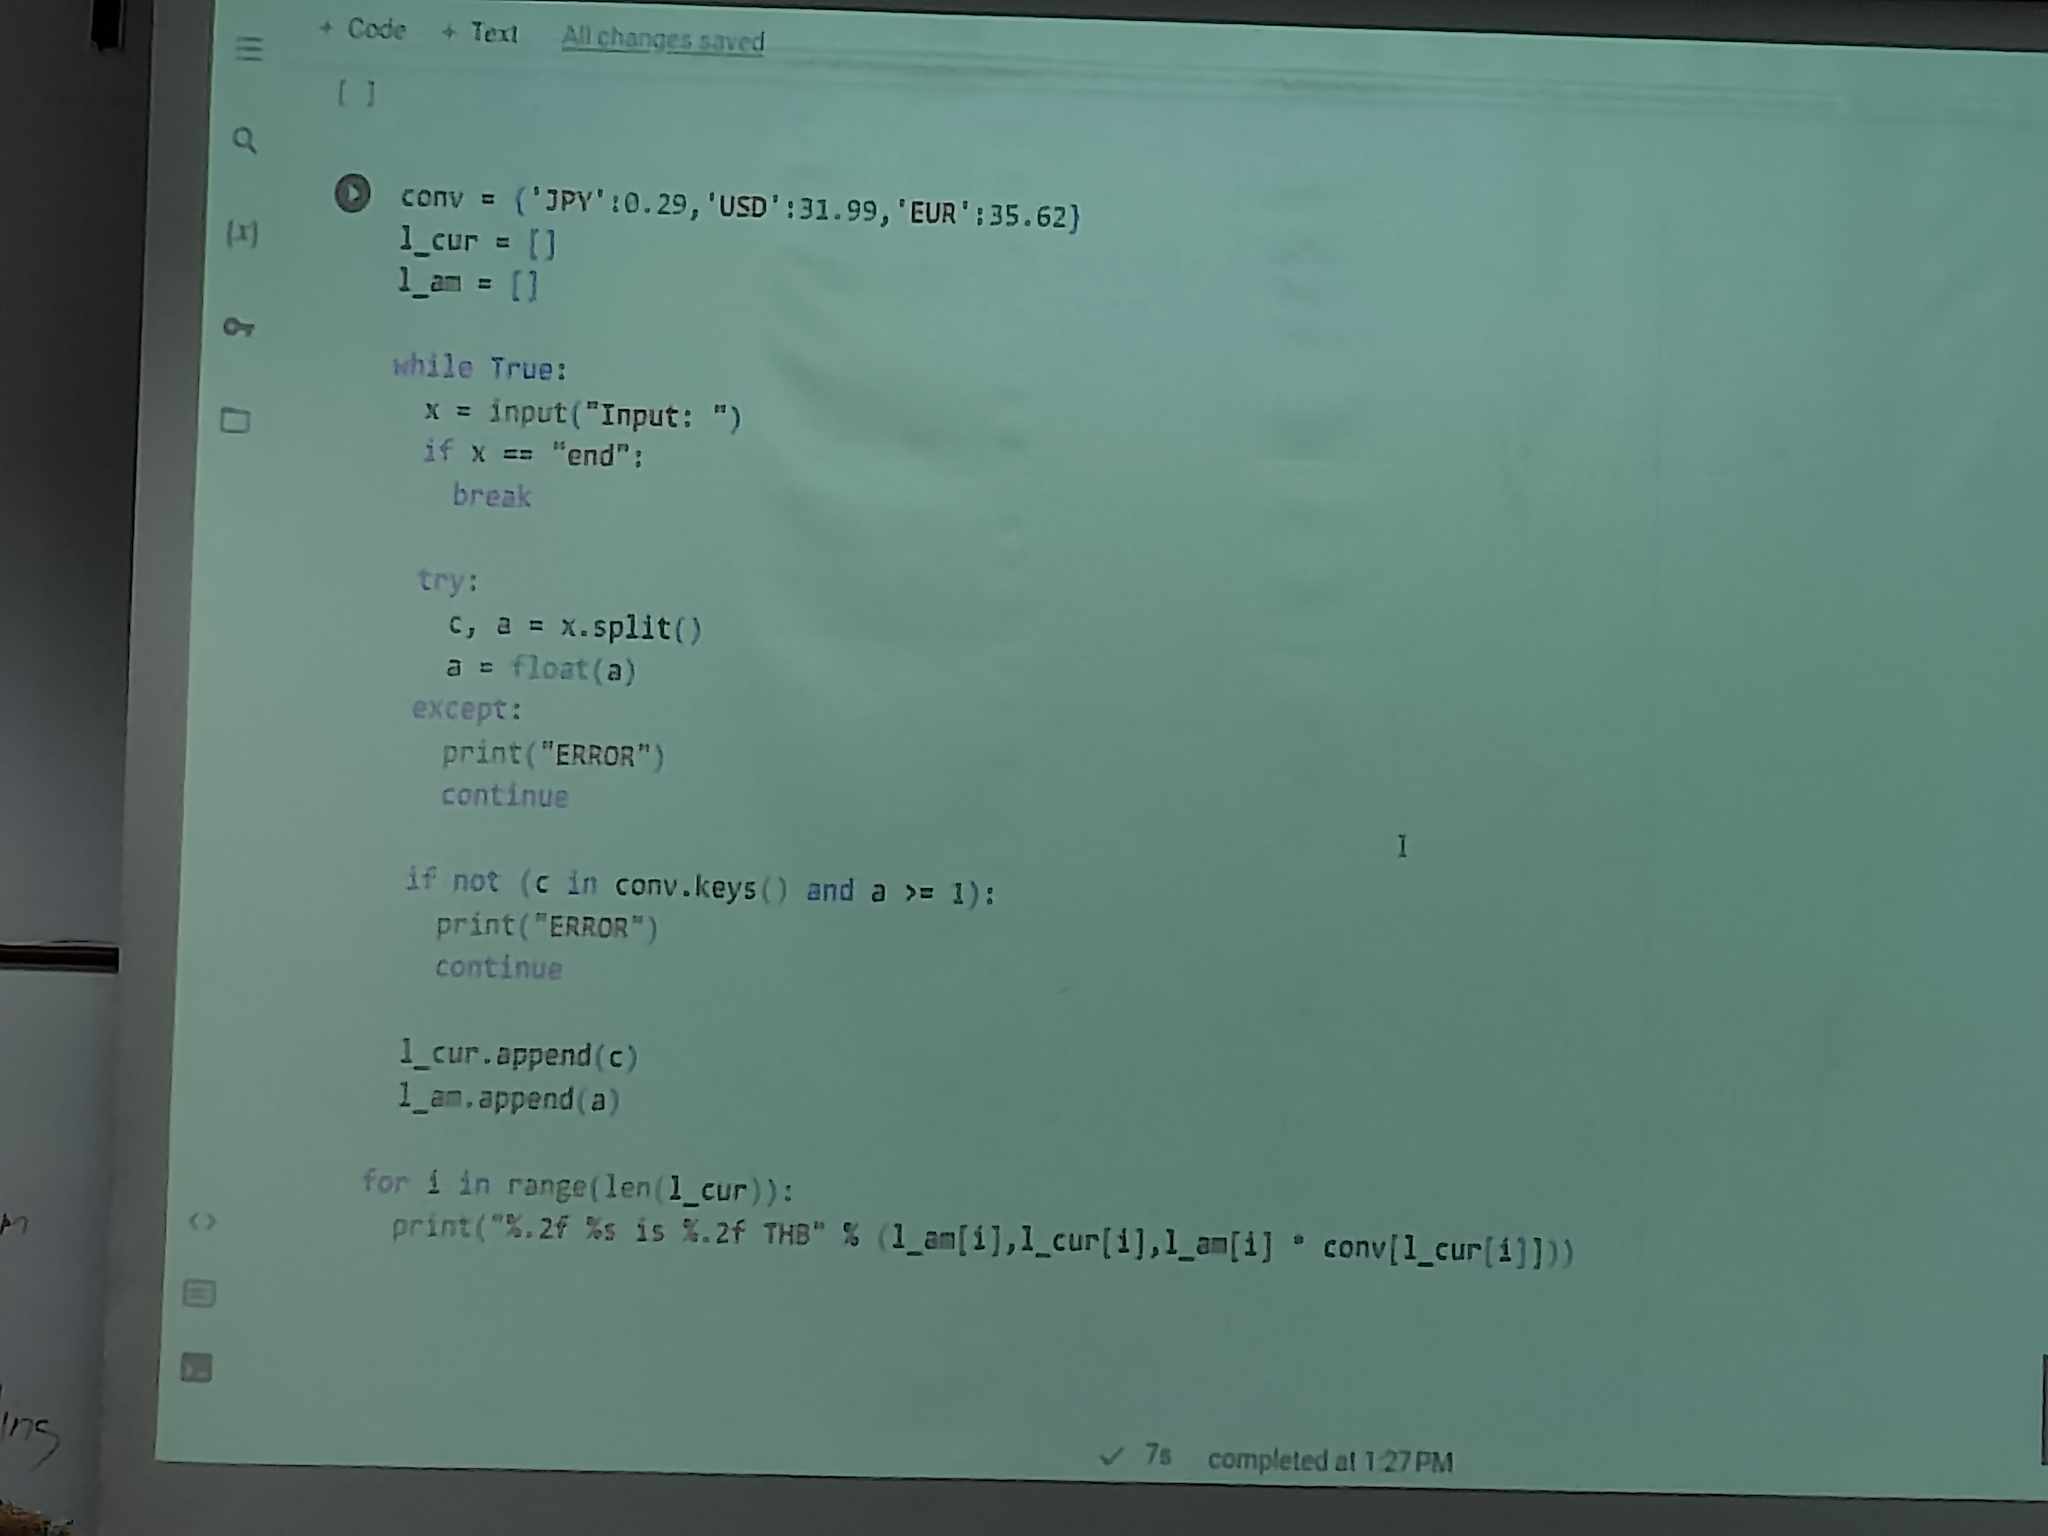 + Code + Text All changes saved
[ ]
conv = {'JPY':0.29,'USD':31.99,'EUR':35.62}
l_cur = []
l_am = []
while True:
x = input("Input: ")
if x == "end":
break
try:
c, a = x.split()
a = float(a)
except:
print("ERROR")
continue
if not (c in conv.keys() and a >= 1):
print("ERROR")
continue
l_cur.append(c)
l_am.append(a)
for i in range(len(l_cur)):
print("%.2f %s is %.2f THB" % (l_am[i],l_cur[i],l_am[i] * conv[l_cur[i]]))
7s completed at 1:27 PM